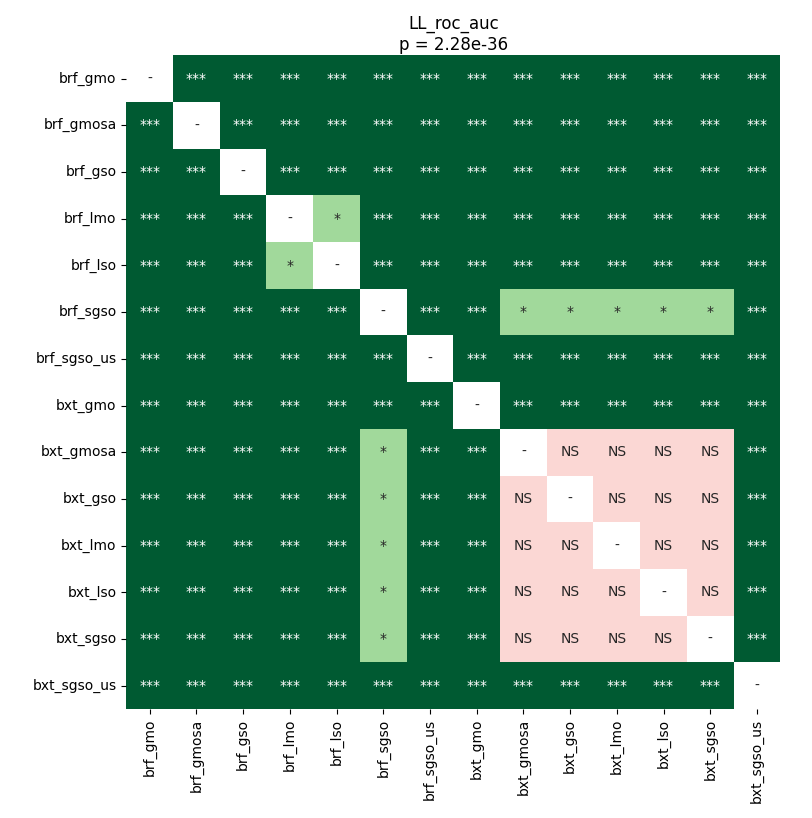 LL_roc_auc
p = 2.28e-36
brf_gmo - *** *** *** *** *** *** *** *** *** *** *** *** ***
brf_gmosa *** - *** *** *** *** *** *** *** *** *** *** *** ***
brf_gso *** *** - *** *** *** *** *** *** *** *** *** *** ***
brf_lmo *** *** *** - * *** *** *** *** *** *** *** *** ***
brf_lso *** *** *** * - *** *** *** *** *** *** *** *** ***
brf_sgso *** *** *** *** *** - *** *** * * * * * ***
brf_sgso_us *** *** *** *** *** *** - *** *** *** *** *** *** ***
bxt_gmo *** *** *** *** *** *** *** - *** *** *** *** *** ***
bxt_gmosa *** *** *** *** *** * *** *** - NS NS NS NS ***
bxt_gso *** *** *** *** *** * *** *** NS - NS NS NS ***
bxt_lmo *** *** *** *** *** * *** *** NS NS - NS NS ***
bxt_lso *** *** *** *** *** * *** *** NS NS NS - NS ***
bxt_sgso *** *** *** *** *** * *** *** NS NS NS NS - ***
bxt_sgso_us *** *** *** *** *** *** *** *** *** *** *** *** *** -
brf_gmo
brf_gmosa
brf_gso
brf_lmo
brf_lso
brf_sgso
brf_sgso_us
bxt_gmo
bxt_gmosa
bxt_gso
bxt_lmo
bxt_lso
bxt_sgso
bxt_sgso_us